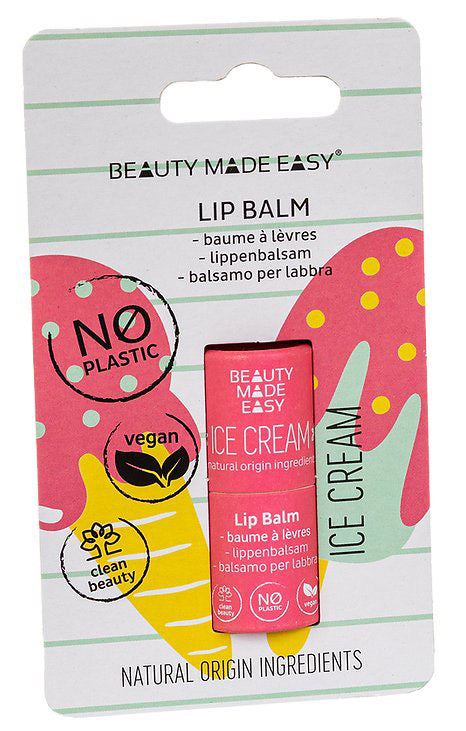 BEAUTY MADE EASY®
LIP BALM
- baume à lèvres
- lippenbalsam
- balsamo per labbra
NO
PLASTIC
vegan
clean
beauty
BEAUTY
MADE
EASY
ICE CREAM
natural origin ingredients
Lip Balm
- baume à lèvres
- lippenbalsam
- balsamo per labbra
clean
beauty
NO
PLASTIC
vegan
ICE CREAM
NATURAL ORIGIN INGREDIENTS